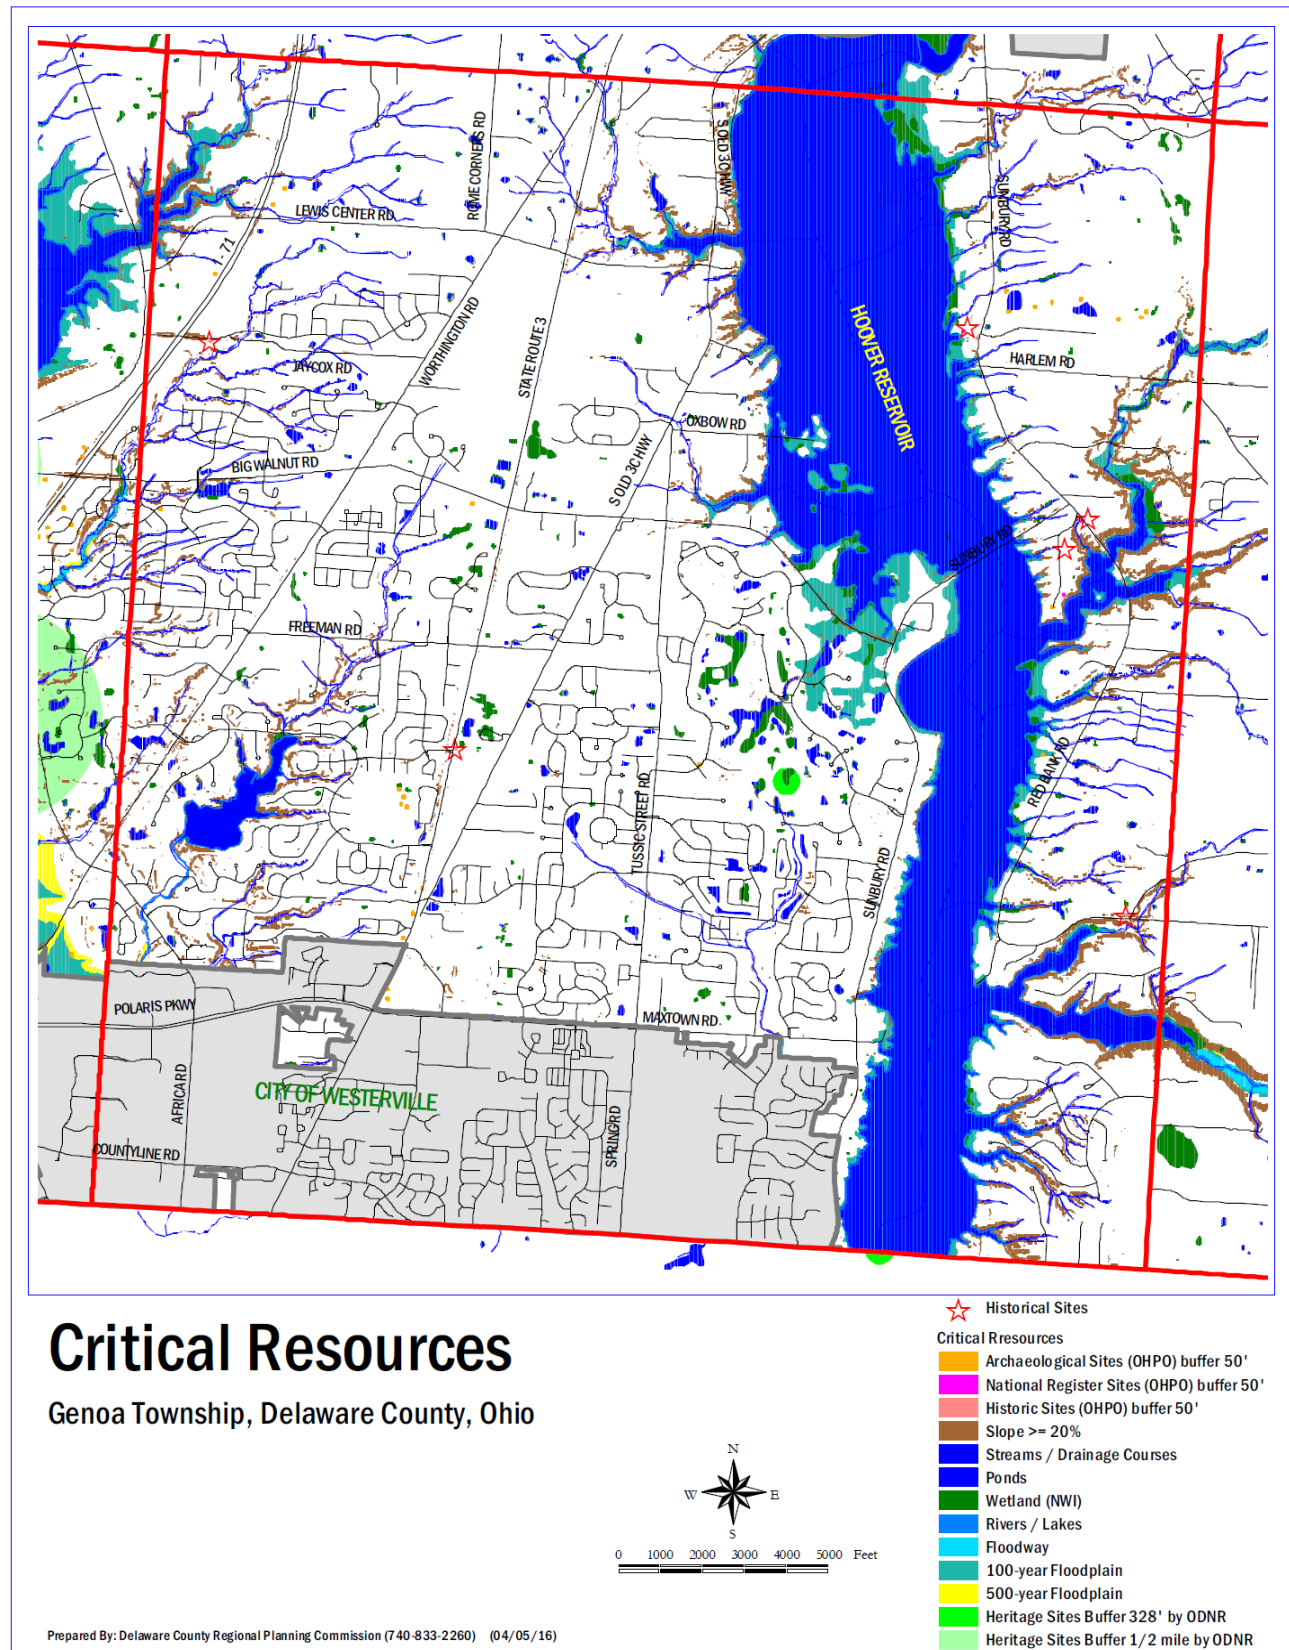 S OLD 3C HWY
ROME CORNERS RD
SUNBURY RD
LEWIS CENTER RD
I - 71
WORTHINGTON RD
STATE ROUTE 3
HOOVER RESERVOIR
HARLEM RD
JAYCOX RD
OXBOW RD
S OLD 3C HWY
BIG WALNUT RD
SUNBURY RD
FREEMAN RD
RED BANK RD
TUSSIC STREET RD
SUNBURY RD
POLARIS PKWY
MAXTOWN RD
AFRICA RD
CITY OF WESTERVILLE
SPRING RD
COUNTYLINE RD
Critical Resources
Genoa Township, Delaware County, Ohio
N
W E
S
0 1000 2000 3000 4000 5000 Feet
Historical Sites
Critical Rresources
Archaeological Sites (OHPO) buffer 50'
National Register Sites (OHPO) buffer 50'
Historic Sites (OHPO) buffer 50'
Slope >= 20%
Streams / Drainage Courses
Ponds
Wetland (NWI)
Rivers / Lakes
Floodway
100-year Floodplain
500-year Floodplain
Heritage Sites Buffer 328' by ODNR
Heritage Sites Buffer 1/2 mile by ODNR
Prepared By: Delaware County Regional Planning Commission (740-833-2260) (04/05/16)